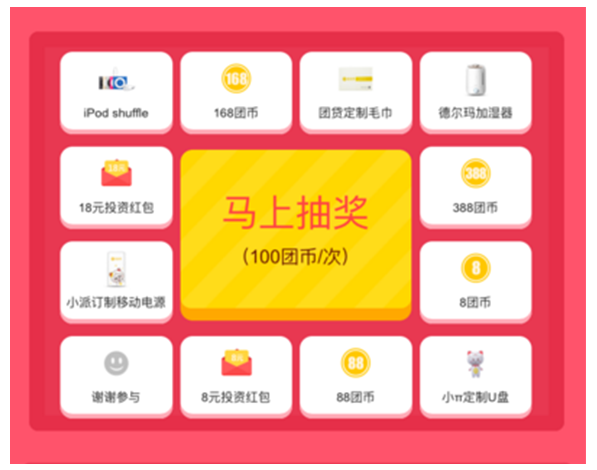 iPod shuffle
168
168团币
团贷定制毛巾
德尔玛加湿器
18元投资红包
马上抽奖
(100团币/次)
388
388团币
小派订制移动电源
8
8团币
谢谢参与
8元投资红包
88
88团币
小π定制U盘